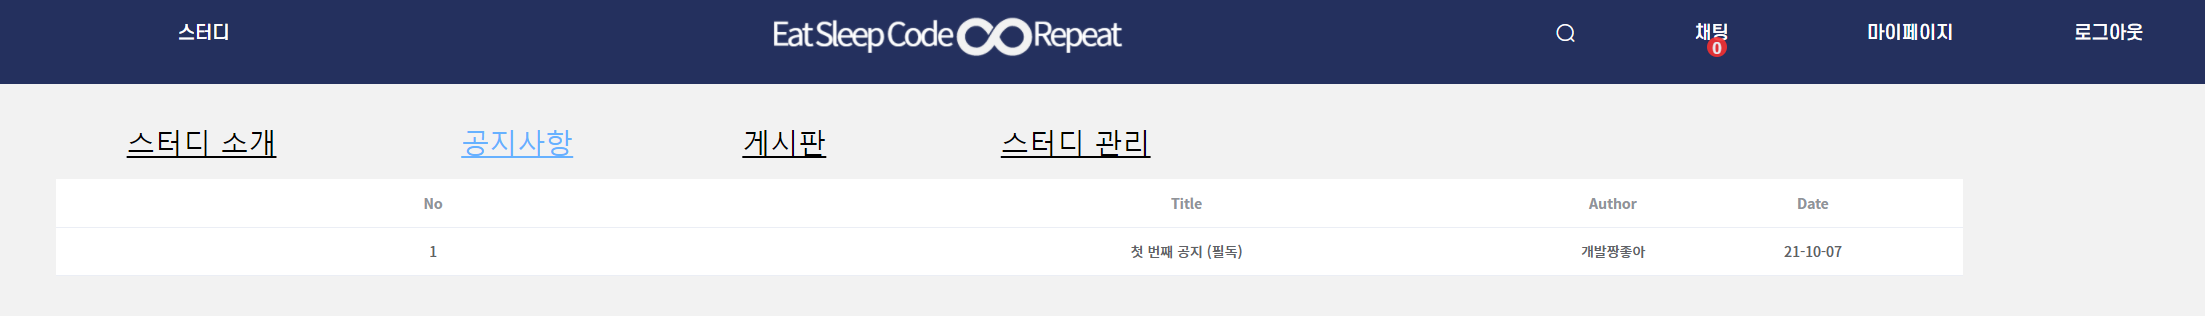 스터디 Eat Sleep Code Repeat 채팅 마이페이지 로그아웃
0
스터디 소개 공지사항 게시판 스터디 관리
No Title Author Date
1 첫 번째 공지 (필독) 개발짱좋아 21-10-07